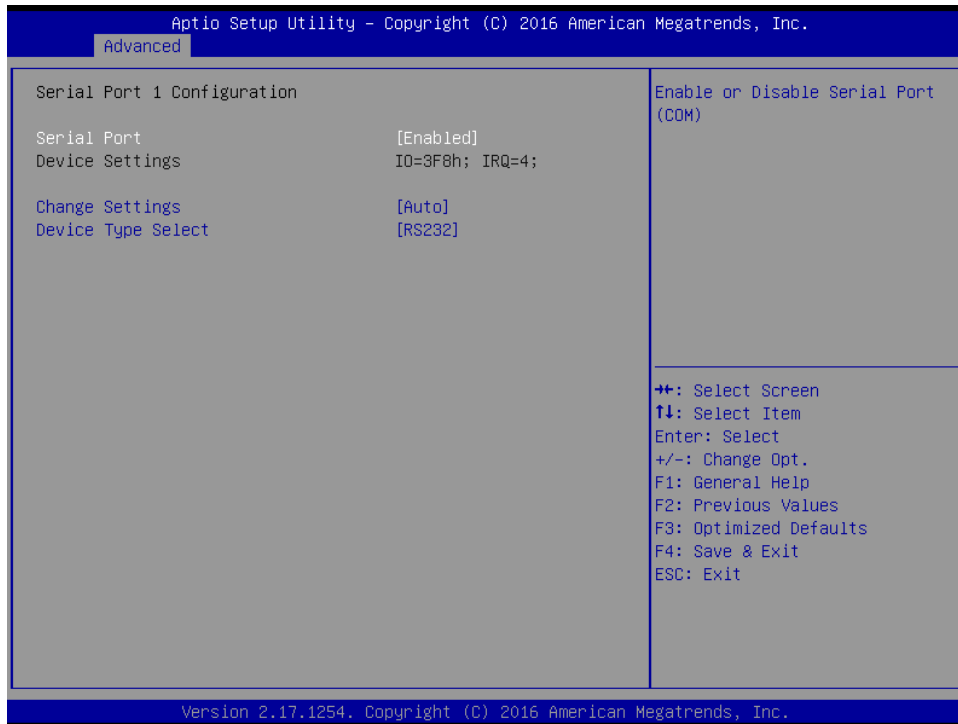 Aptio Setup Utility – Copyright (C) 2016 American Megatrends, Inc.
Advanced
Serial Port 1 Configuration
Serial Port [Enabled]
Device Settings IO=3F8h; IRQ=4;
Change Settings [Auto]
Device Type Select [RS232]
Enable or Disable Serial Port
(COM)
→←: Select Screen
↑↓: Select Item
Enter: Select
+/-: Change Opt.
F1: General Help
F2: Previous Values
F3: Optimized Defaults
F4: Save & Exit
ESC: Exit
Version 2.17.1254. Copyright (C) 2016 American Megatrends, Inc.